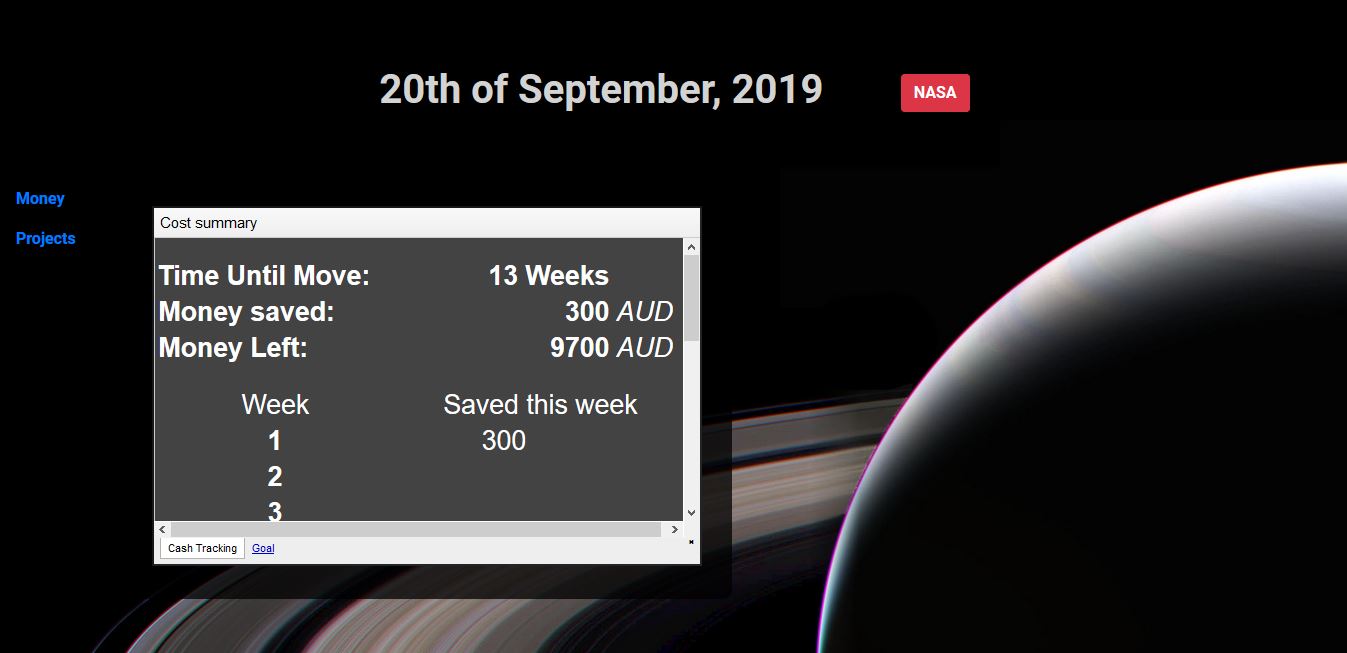 20th of September, 2019
NASA
Money
Projects
Cost summary
Time Until Move: 13 Weeks
Money saved: 300 AUD
Money Left: 9700 AUD
Week Saved this week
1 300
2
3
Cash Tracking Goal